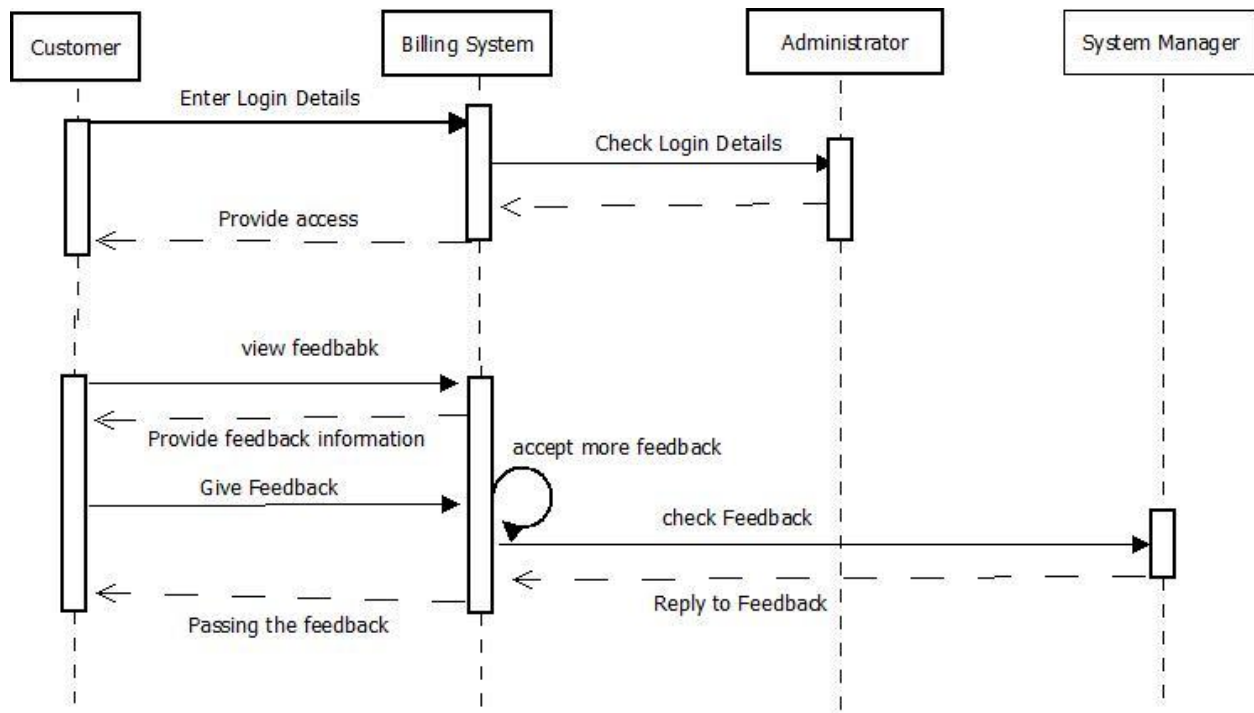 Customer
Billing System
Administrator
System Manager
Enter Login Details
Check Login Details
Provide access
view feedbabk
Provide feedback information
accept more feedback
Give Feedback
check Feedback
Reply to Feedback
Passing the feedback